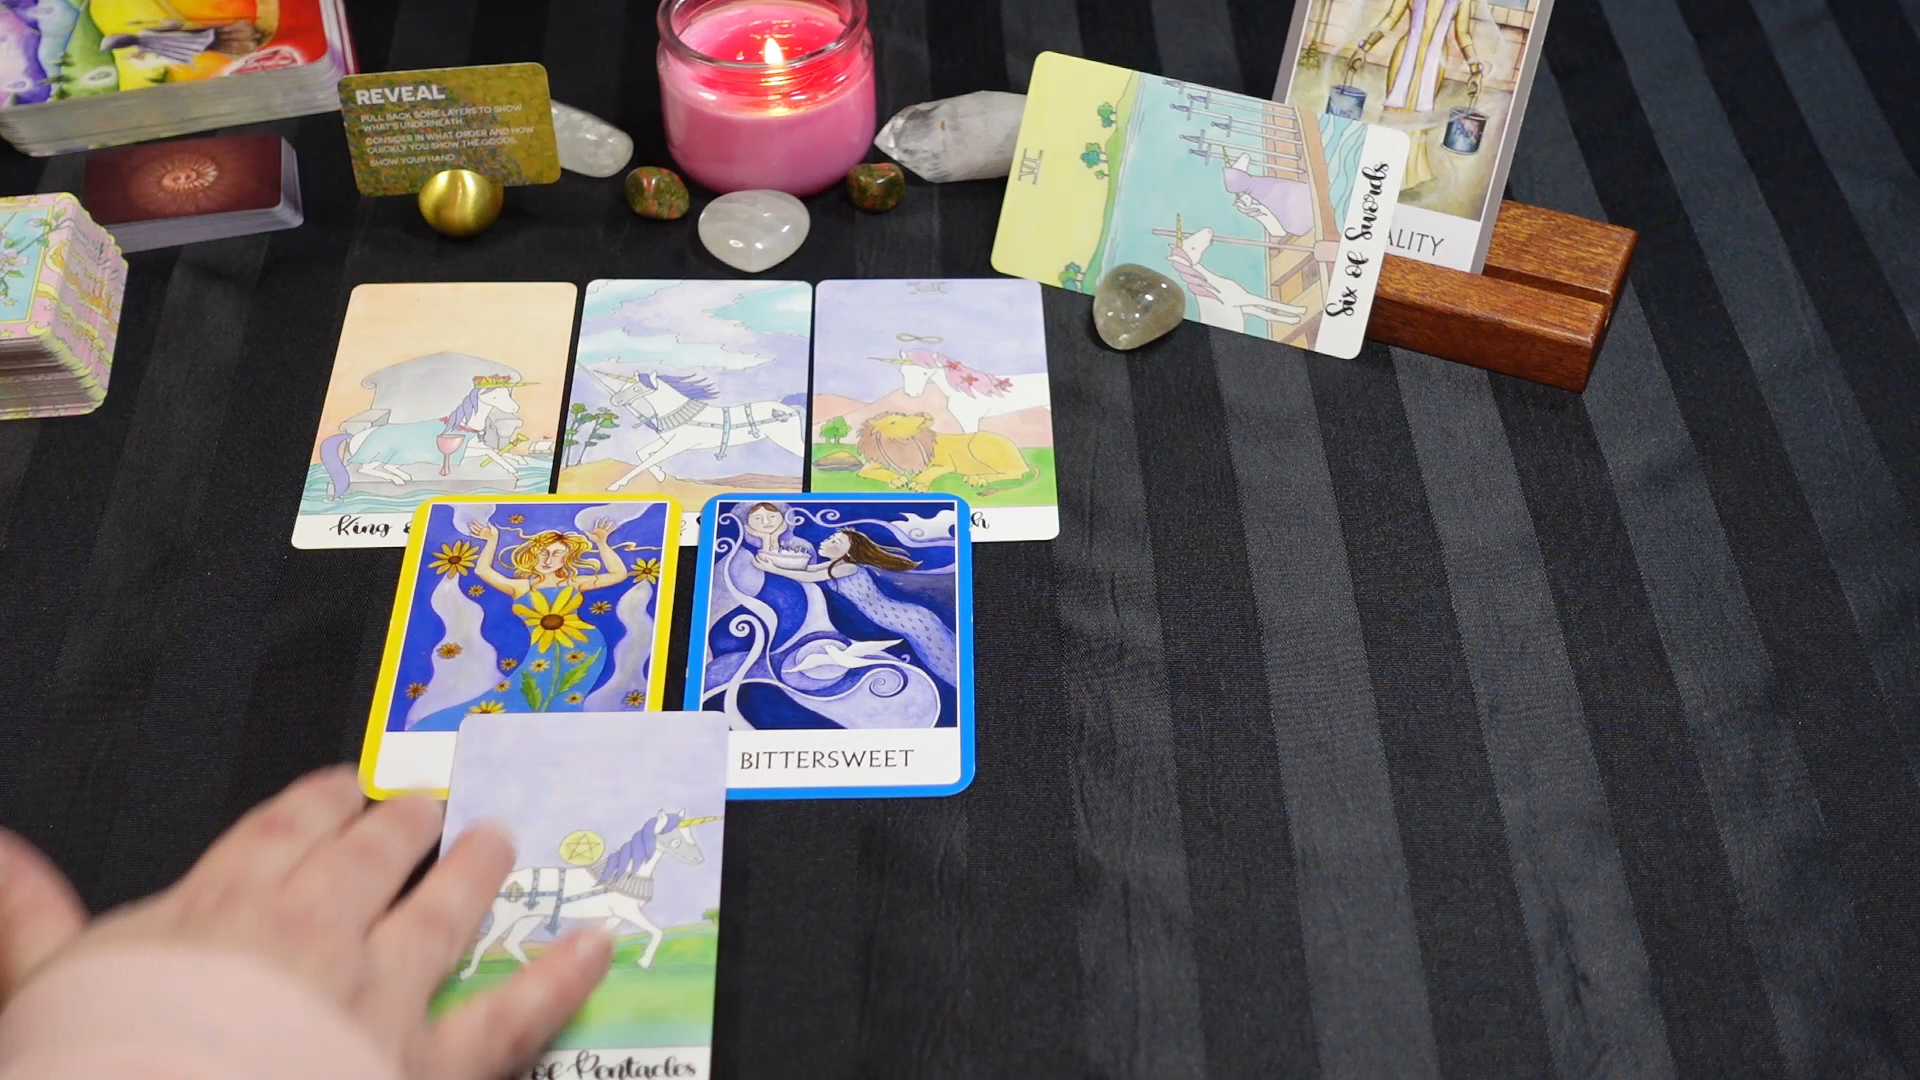 REVEAL
PULL BACK SOME LAYERS TO SHOW
WHAT'S UNDERNEATH.
CONSIDER IN WHAT ORDER AND HOW
QUICKLY YOU SHOW THE GOODS.
SHOW YOUR HAND
VI
Six of Swords
ALITY
King
h
BITTERSWEET
of Pentacles